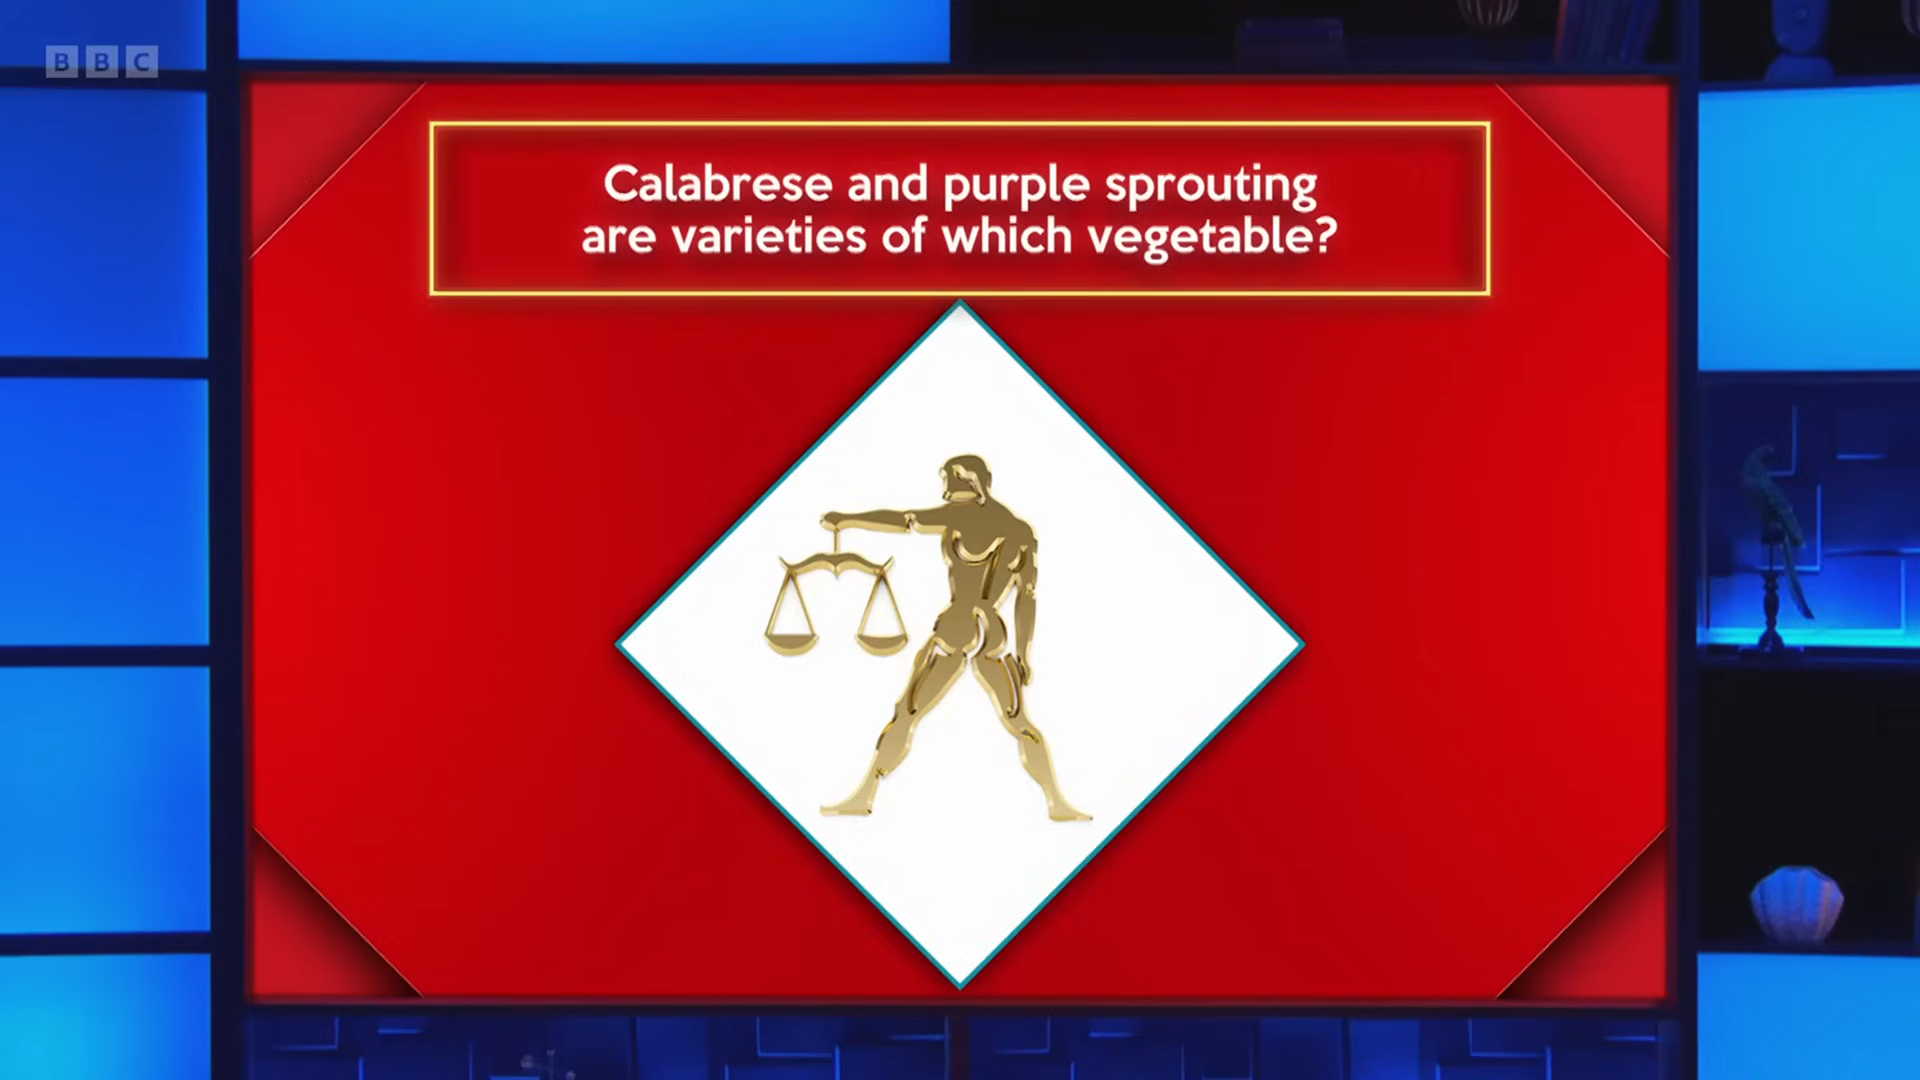 BBC
Calabrese and purple sprouting
are varieties of which vegetable?